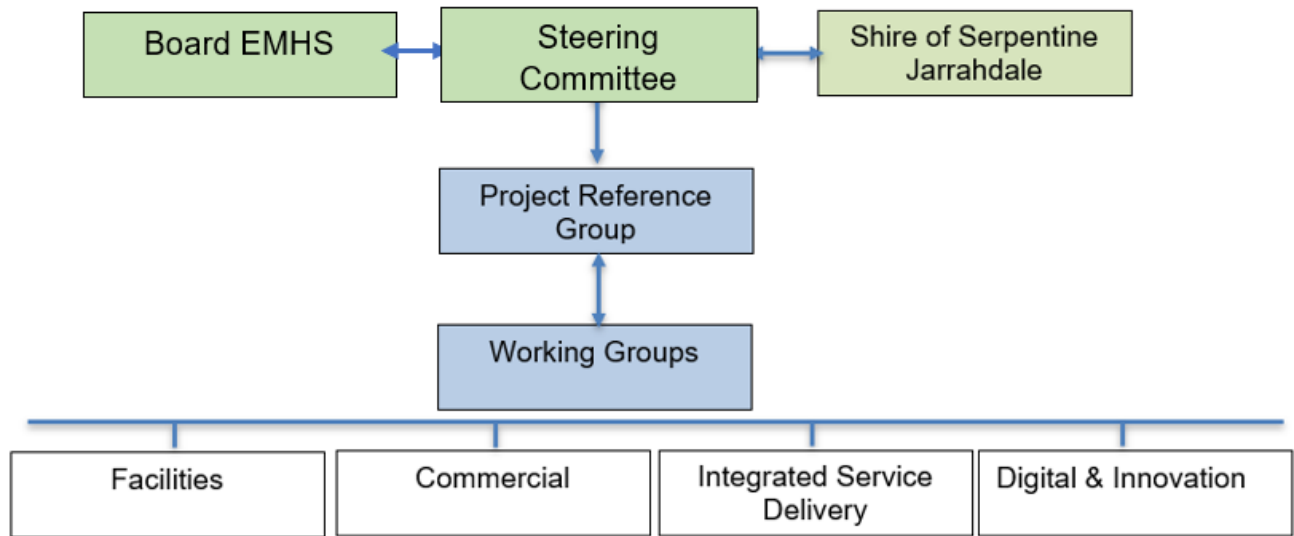 Board EMHS
Steering
Committee
Shire of Serpentine
Jarrahdale
Project Reference
Group
Working Groups
Facilities
Commercial
Integrated Service
Delivery
Digital & Innovation